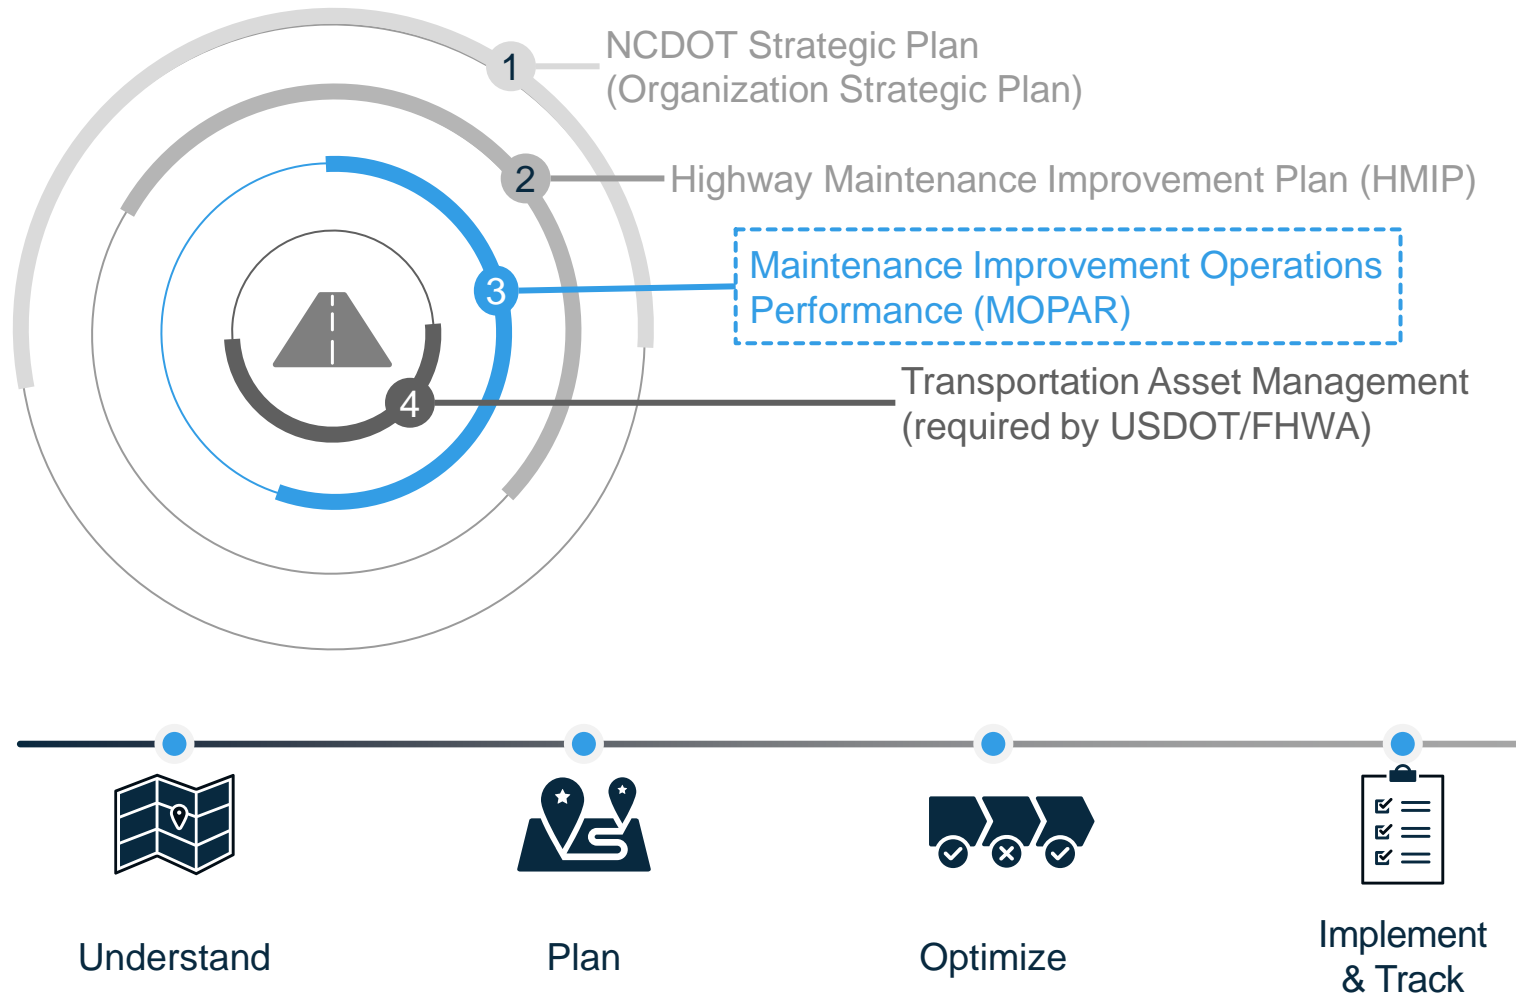 1
NCDOT Strategic Plan
(Organization Strategic Plan)
2
Highway Maintenance Improvement Plan (HMIP)
3
Maintenance Improvement Operations
Performance (MOPAR)
4
Transportation Asset Management
(required by USDOT/FHWA)
Understand
Plan
Optimize
Implement
& Track